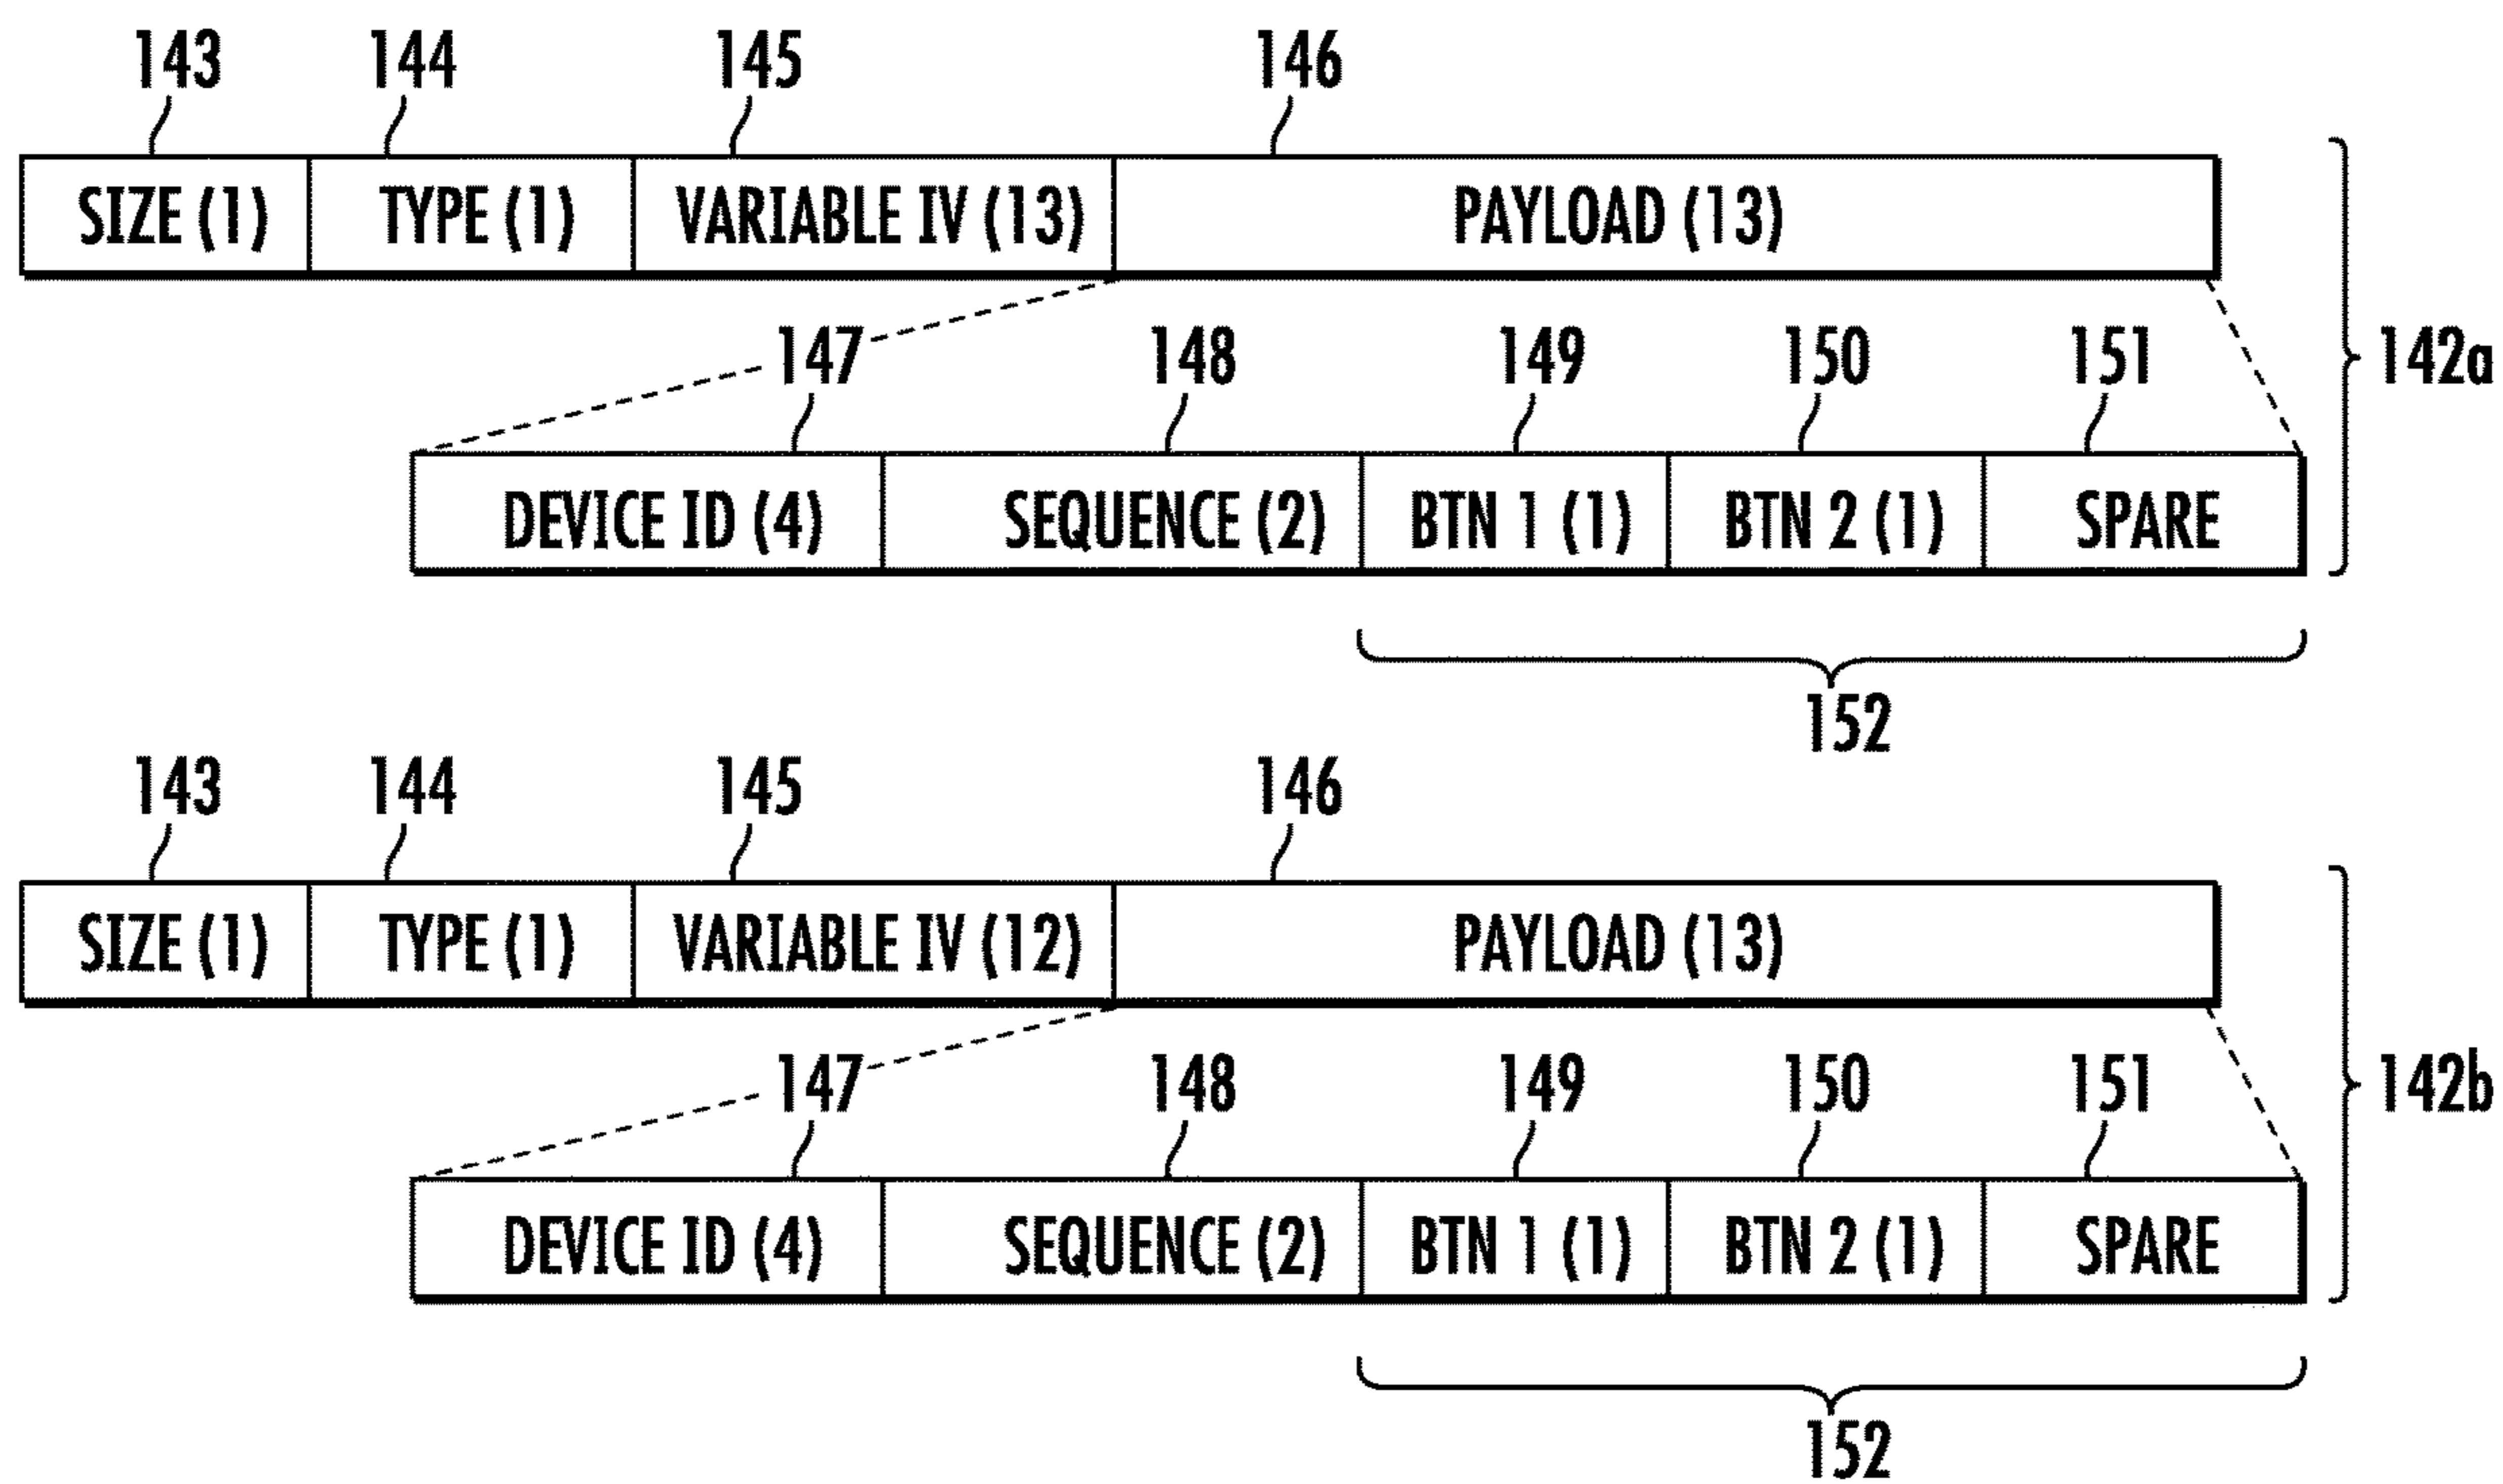 143 144 145 146
SIZE (1) TYPE (1) VARIABLE IV (13) PAYLOAD (13)
147 148 149 150 151 142a
DEVICE ID (4) SEQUENCE (2) BTN 1 (1) BTN 2 (1) SPARE
152
143 144 145 146
SIZE (1) TYPE (1) VARIABLE IV (12) PAYLOAD (13)
147 148 149 150 151 142b
DEVICE ID (4) SEQUENCE (2) BTN 1 (1) BTN 2 (1) SPARE
152